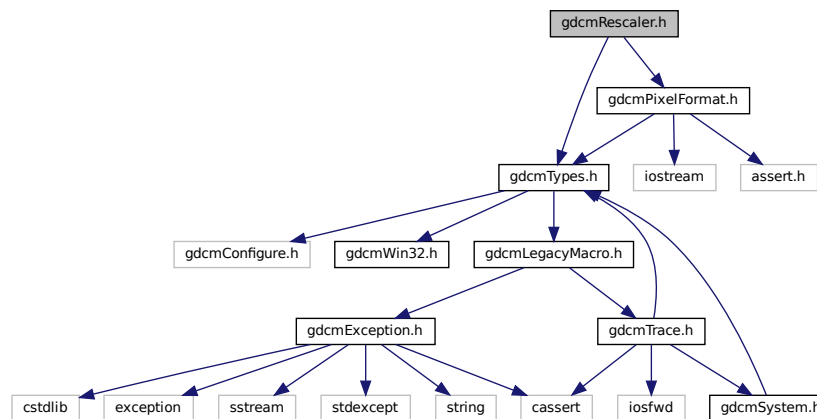 gdcmRescaler.h
gdcmPixelFormat.h
gdcmTypes.h
iostream
assert.h
gdcmConfigure.h
gdcmWin32.h
gdcmLegacyMacro.h
gdcmException.h
gdcmTrace.h
cstdlib
exception
sstream
stdexcept
string
cassert
iosfwd
gdcmSystem.h